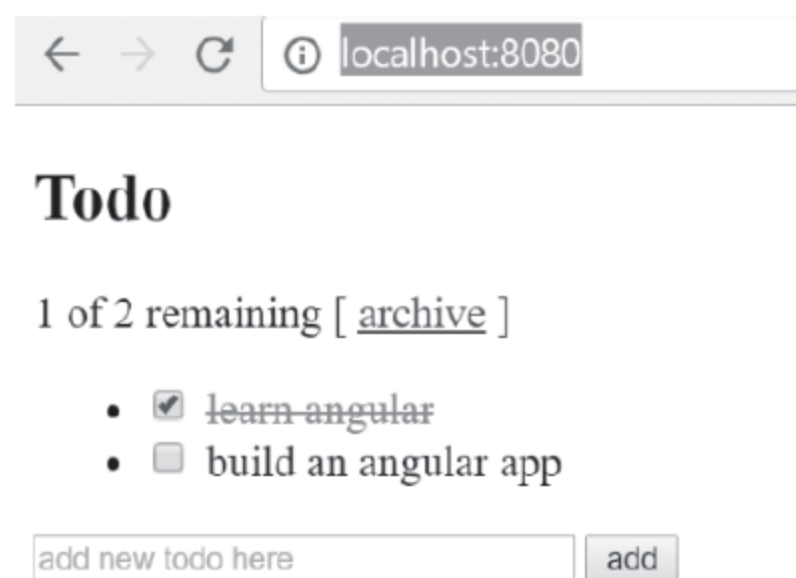 localhost:8080
Todo
1 of 2 remaining [ archive ]
learn angular
build an angular app
add new todo here
add